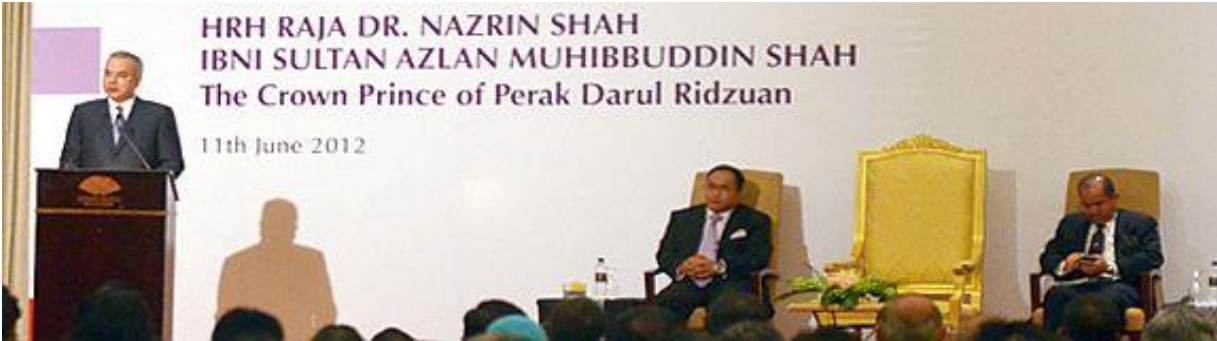 HRH RAJA DR. NAZRIN SHAH
IBNI SULTAN AZLAN MUHIBBUDDIN SHAH
The Crown Prince of Perak Darul Ridzuan
11th June 2012